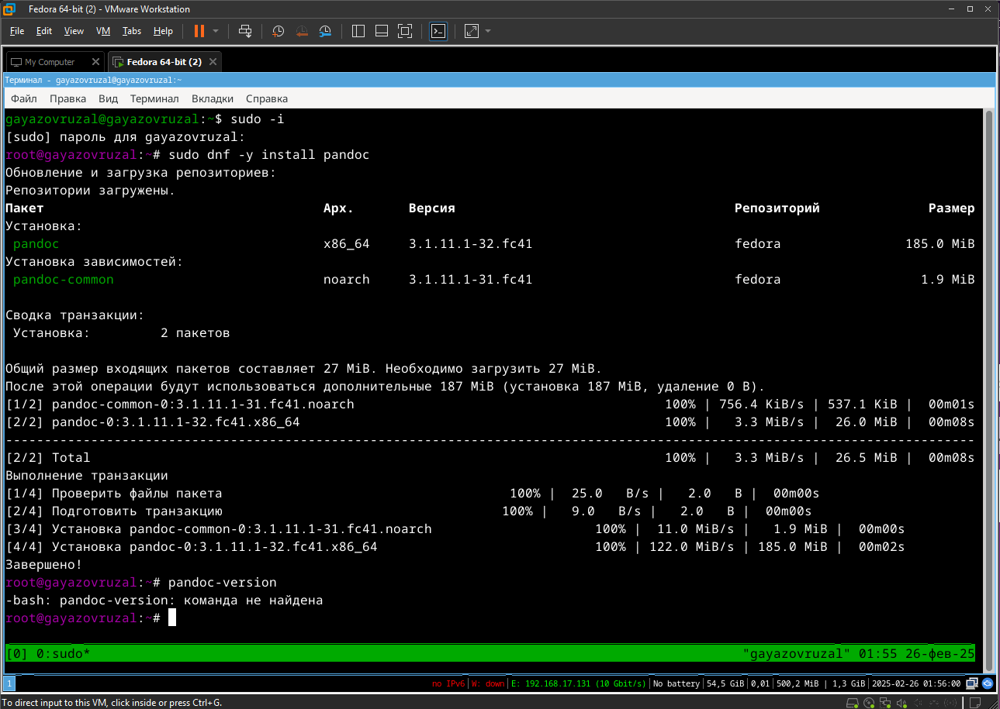 Fedora 64-bit (2) - VMware Workstation
File Edit View VM Tabs Help
My Computer Fedora 64-bit (2)
Терминал - gayazovruzal@gayazovruzal:~
Файл Правка Вид Терминал Вкладки Справка
gayazovruzal@gayazovruzal:~$ sudo -i
[sudo] пароль для gayazovruzal:
root@gayazovruzal:~# sudo dnf -y install pandoc
Обновление и загрузка репозиториев:
Репозитории загружены.
Пакет Арх. Версия Репозиторий Размер
Установка:
pandoc x86_64 3.1.11.1-32.fc41 fedora 185.0 MiB
Установка зависимостей:
pandoc-common noarch 3.1.11.1-31.fc41 fedora 1.9 MiB
Сводка транзакции:
Установка: 2 пакетов
Общий размер входящих пакетов составляет 27 MiB. Необходимо загрузить 27 MiB.
После этой операции будут использоваться дополнительные 187 MiB (установка 187 MiB, удаление 0 B).
[1/2] pandoc-common-0:3.1.11.1-31.fc41.noarch 100% | 756.4 KiB/s | 537.1 KiB | 00m01s
[2/2] pandoc-0:3.1.11.1-32.fc41.x86_64 100% | 3.3 MiB/s | 26.0 MiB | 00m08s
--------------------------------------------------------------------------------
[2/2] Total 100% | 3.3 MiB/s | 26.5 MiB | 00m08s
Выполнение транзакции
[1/4] Проверить файлы пакета 100% | 25.0 B/s | 2.0 B | 00m00s
[2/4] Подготовить транзакцию 100% | 9.0 B/s | 2.0 B | 00m00s
[3/4] Установка pandoc-common-0:3.1.11.1-31.fc41.noarch 100% | 11.0 MiB/s | 1.9 MiB | 00m00s
[4/4] Установка pandoc-0:3.1.11.1-32.fc41.x86_64 100% | 122.0 MiB/s | 185.0 MiB | 00m02s
Завершено!
root@gayazovruzal:~# pandoc-version
-bash: pandoc-version: команда не найдена
root@gayazovruzal:~#
[0] 0:sudo* "gayazovruzal" 01:55 26-фев-25
1 no IPv6 | W: down | E: 192.168.17.131 (10 Gbit/s) | No battery | 54,5 GiB | 0,01 | 500,2 MiB | 1,3 GiB | 2025-02-26 01:56:00
To direct input to this VM, click inside or press Ctrl+G.